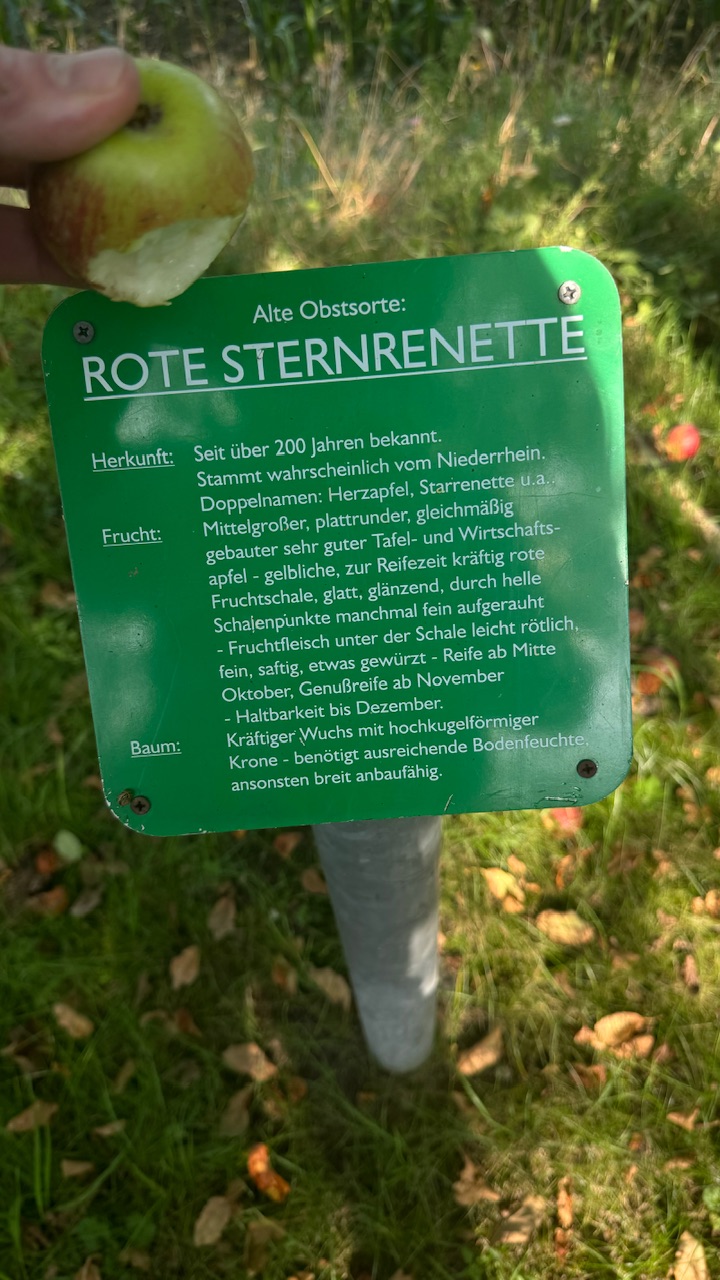 Alte Obstsorte:
ROTE STERNRENETTE
Herkunft: Seit über 200 Jahren bekannt.
Stammt wahrscheinlich vom Niederrhein.
Doppelnamen: Herzapfel, Starrenette u.a..
Frucht: Mittelgroßer, plattrunder, gleichmäßig
gebauter sehr guter Tafel- und Wirtschafts-
apfel - gelbliche, zur Reifezeit kräftig rote
Fruchtschale, glatt, glänzend, durch helle
Schalenpunkte manchmal fein aufgerauht
- Fruchtfleisch unter der Schale leicht rötlich,
fein, saftig, etwas gewürzt - Reife ab Mitte
Oktober, Genußreife ab November
- Haltbarkeit bis Dezember.
Baum: Kräftiger Wuchs mit hochkugelförmiger
Krone - benötigt ausreichende Bodenfeuchte,
ansonsten breit anbaufähig.